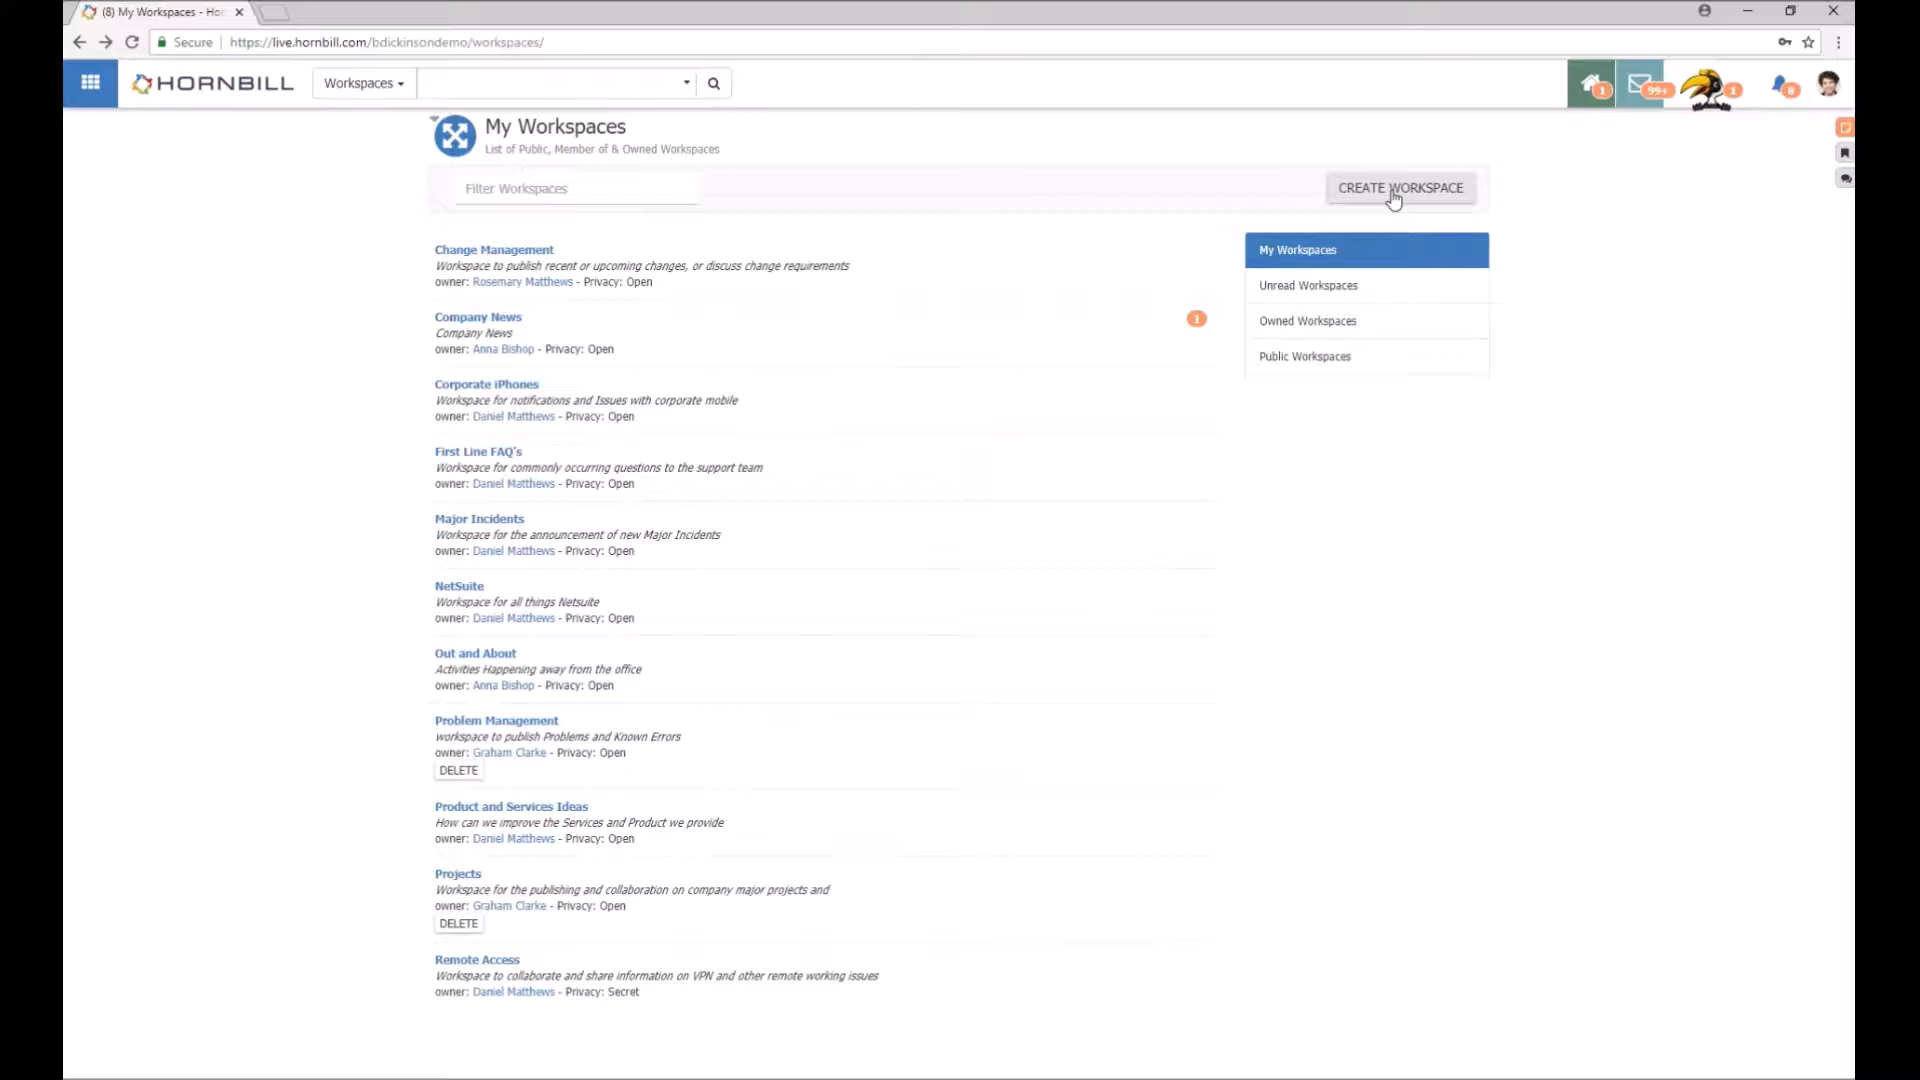 (8) My Workspaces - Ho
Secure https://live.hornbill.com/bdickinsondemo/workspaces/
HORNBILL Workspaces 1 99+ 1 8
My Workspaces
List of Public, Member of & Owned Workspaces
Filter Workspaces CREATE WORKSPACE
Change Management
Workspace to publish recent or upcoming changes, or discuss change requirements
owner: Rosemary Matthews - Privacy: Open
Company News 1
Company News
owner: Anna Bishop - Privacy: Open
Corporate iPhones
Workspace for notifications and Issues with corporate mobile
owner: Daniel Matthews - Privacy: Open
First Line FAQ's
Workspace for commonly occurring questions to the support team
owner: Daniel Matthews - Privacy: Open
Major Incidents
Workspace for the announcement of new Major Incidents
owner: Daniel Matthews - Privacy: Open
NetSuite
Workspace for all things Netsuite
owner: Daniel Matthews - Privacy: Open
Out and About
Activities Happening away from the office
owner: Anna Bishop - Privacy: Open
Problem Management
workspace to publish Problems and Known Errors
owner: Graham Clarke - Privacy: Open
DELETE
Product and Services Ideas
How can we improve the Services and Product we provide
owner: Daniel Matthews - Privacy: Open
Projects
Workspace for the publishing and collaboration on company major projects and
owner: Graham Clarke - Privacy: Open
DELETE
Remote Access
Workspace to collaborate and share information on VPN and other remote working issues
owner: Daniel Matthews - Privacy: Secret
My Workspaces
Unread Workspaces
Owned Workspaces
Public Workspaces